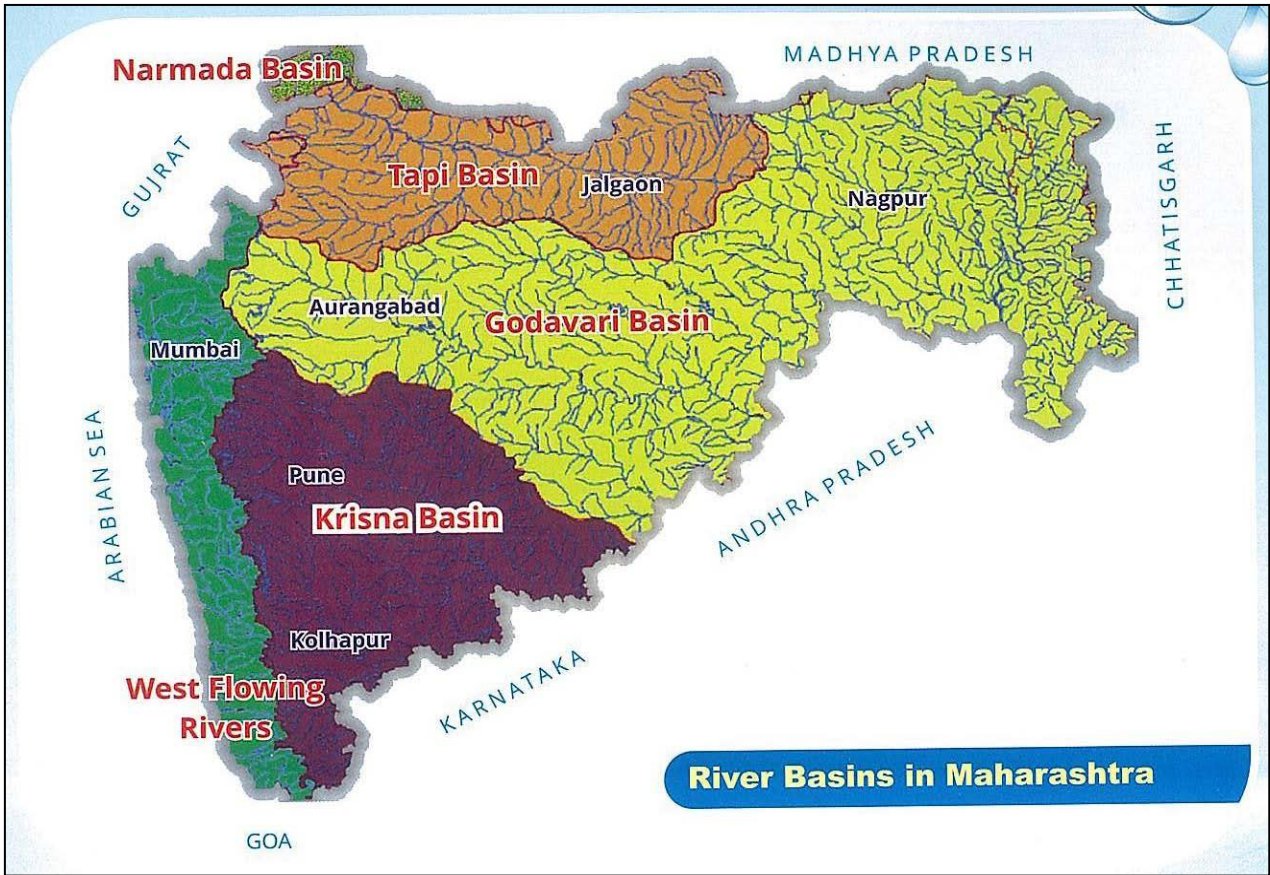 MADHYA PRADESH
Narmada Basin
GUJRAT
CHHATISGARH
Tapi Basin
Jalgaon
Nagpur
Aurangabad
Godavari Basin
Mumbai
ARABIAN SEA
Pune
Krisna Basin
ANDHRA PRADESH
Kolhapur
KARNATAKA
West Flowing
Rivers
River Basins in Maharashtra
GOA